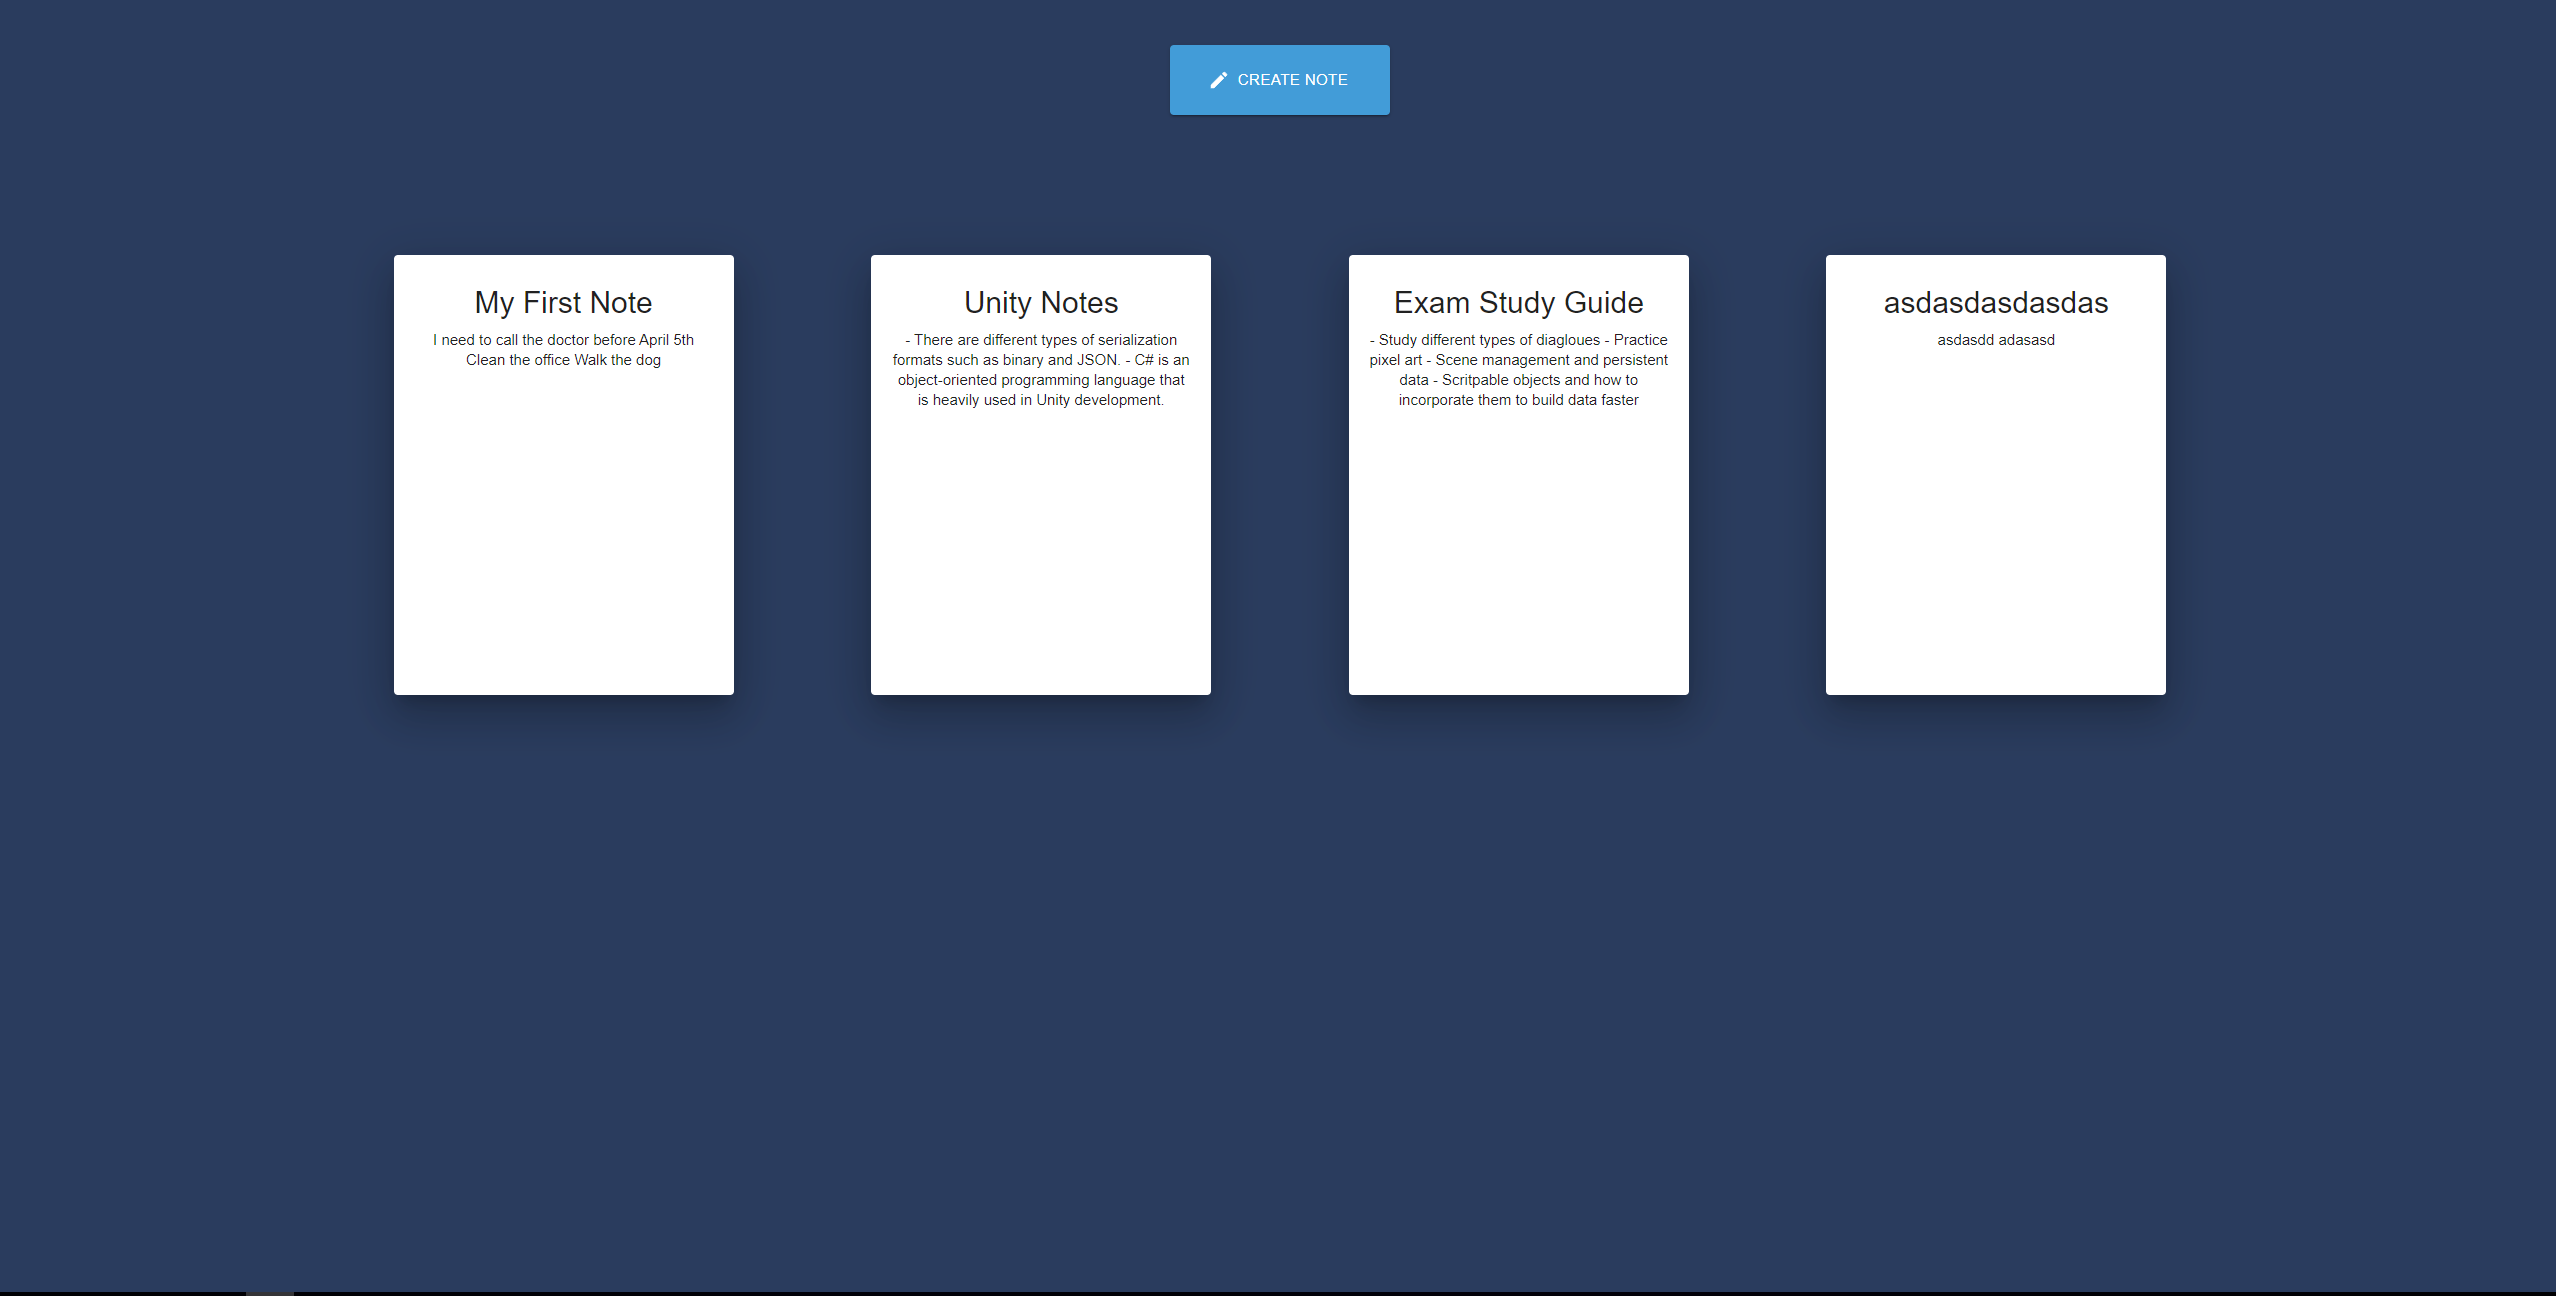 CREATE NOTE
My First Note
I need to call the doctor before April 5th
Clean the office Walk the dog
Unity Notes
- There are different types of serialization
formats such as binary and JSON. - C# is an
object-oriented programming language that
is heavily used in Unity development.
Exam Study Guide
- Study different types of diagloues - Practice
pixel art - Scene management and persistent
data - Scritpable objects and how to
incorporate them to build data faster
asdasdasdasdas
asdasdd adasasd